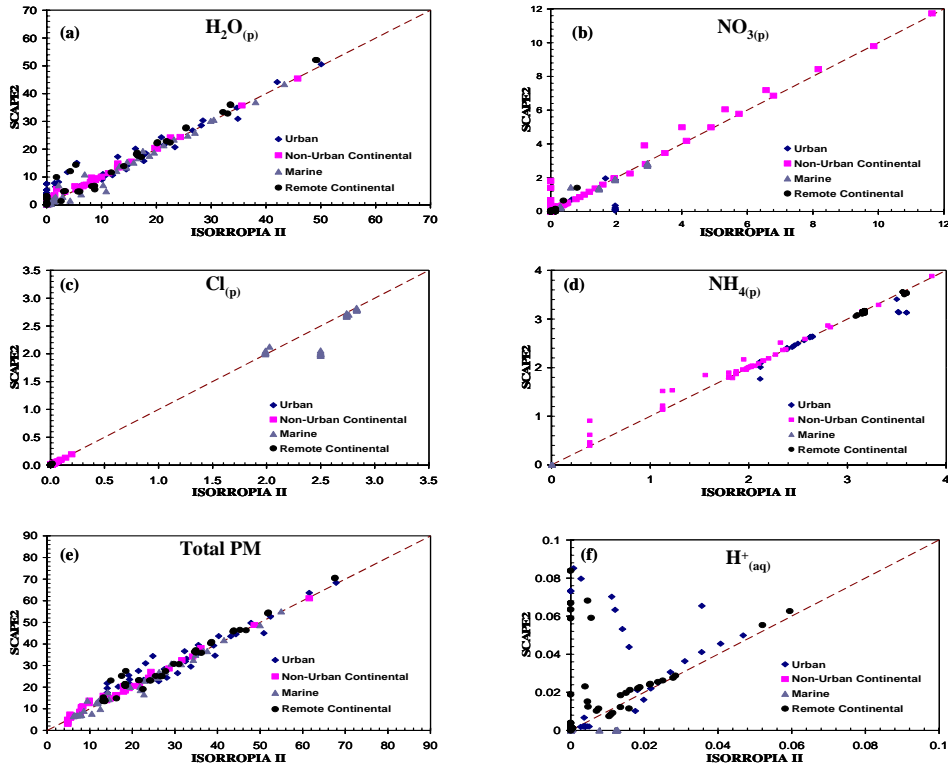 (a)
H₂O₍ₚ₎
SCAPE2
70
60
50
40
30
20
10
0
0 10 20 30 40 50 60 70
ISORROPIA II
Urban
Non-Urban Continental
Marine
Remote Continental
(b)
NO₃₍ₚ₎
SCAPE2
12
10
8
6
4
2
0
0 2 4 6 8 10 12
ISORROPIA II
Urban
Non-Urban Continental
Marine
Remote Continental
(c)
Cl₍ₚ₎
SCAPE2
3.5
3.0
2.5
2.0
1.5
1.0
0.5
0.0
0.0 0.5 1.0 1.5 2.0 2.5 3.0 3.5
ISORROPIA II
Urban
Non-Urban Continental
Marine
Remote Continental
(d)
NH₄₍ₚ₎
SCAPE2
4
3
2
1
0
0 1 2 3 4
ISORROPIA II
Urban
Non-Urban Continental
Marine
Remote Continental
(e)
Total PM
SCAPE2
90
80
70
60
50
40
30
20
10
0
0 10 20 30 40 50 60 70 80 90
ISORROPIA II
Urban
Non-Urban Continental
Marine
Remote Continental
(f)
H⁺(aq)
SCAPE2
0.1
0.08
0.06
0.04
0.02
0
0 0.02 0.04 0.06 0.08 0.1
ISORROPIA II
Urban
Non-Urban Continental
Marine
Remote Continental